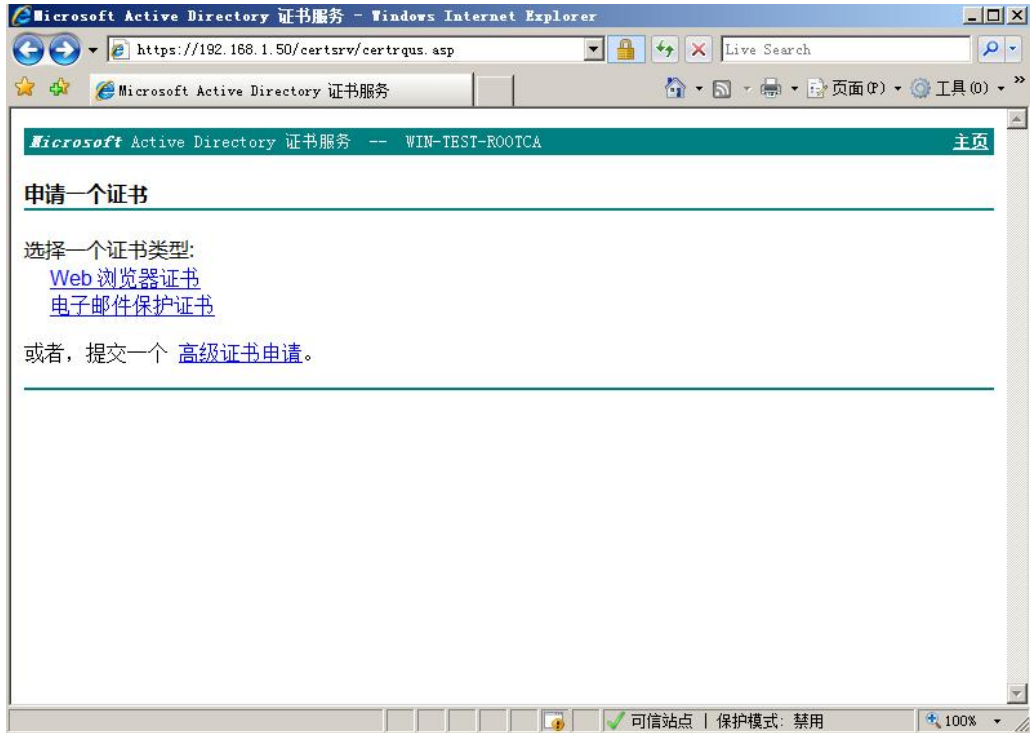 Microsoft Active Directory 证书服务 - Windows Internet Explorer
https://192.168.1.50/certsrv/certrqus.asp
Live Search
Microsoft Active Directory 证书服务
页面(P)
工具(O)
»
Microsoft Active Directory 证书服务 -- WIN-TEST-ROOTCA
主页
申请一个证书
选择一个证书类型:
Web 浏览器证书
电子邮件保护证书
或者，提交一个 高级证书申请。
可信站点 | 保护模式: 禁用
100%